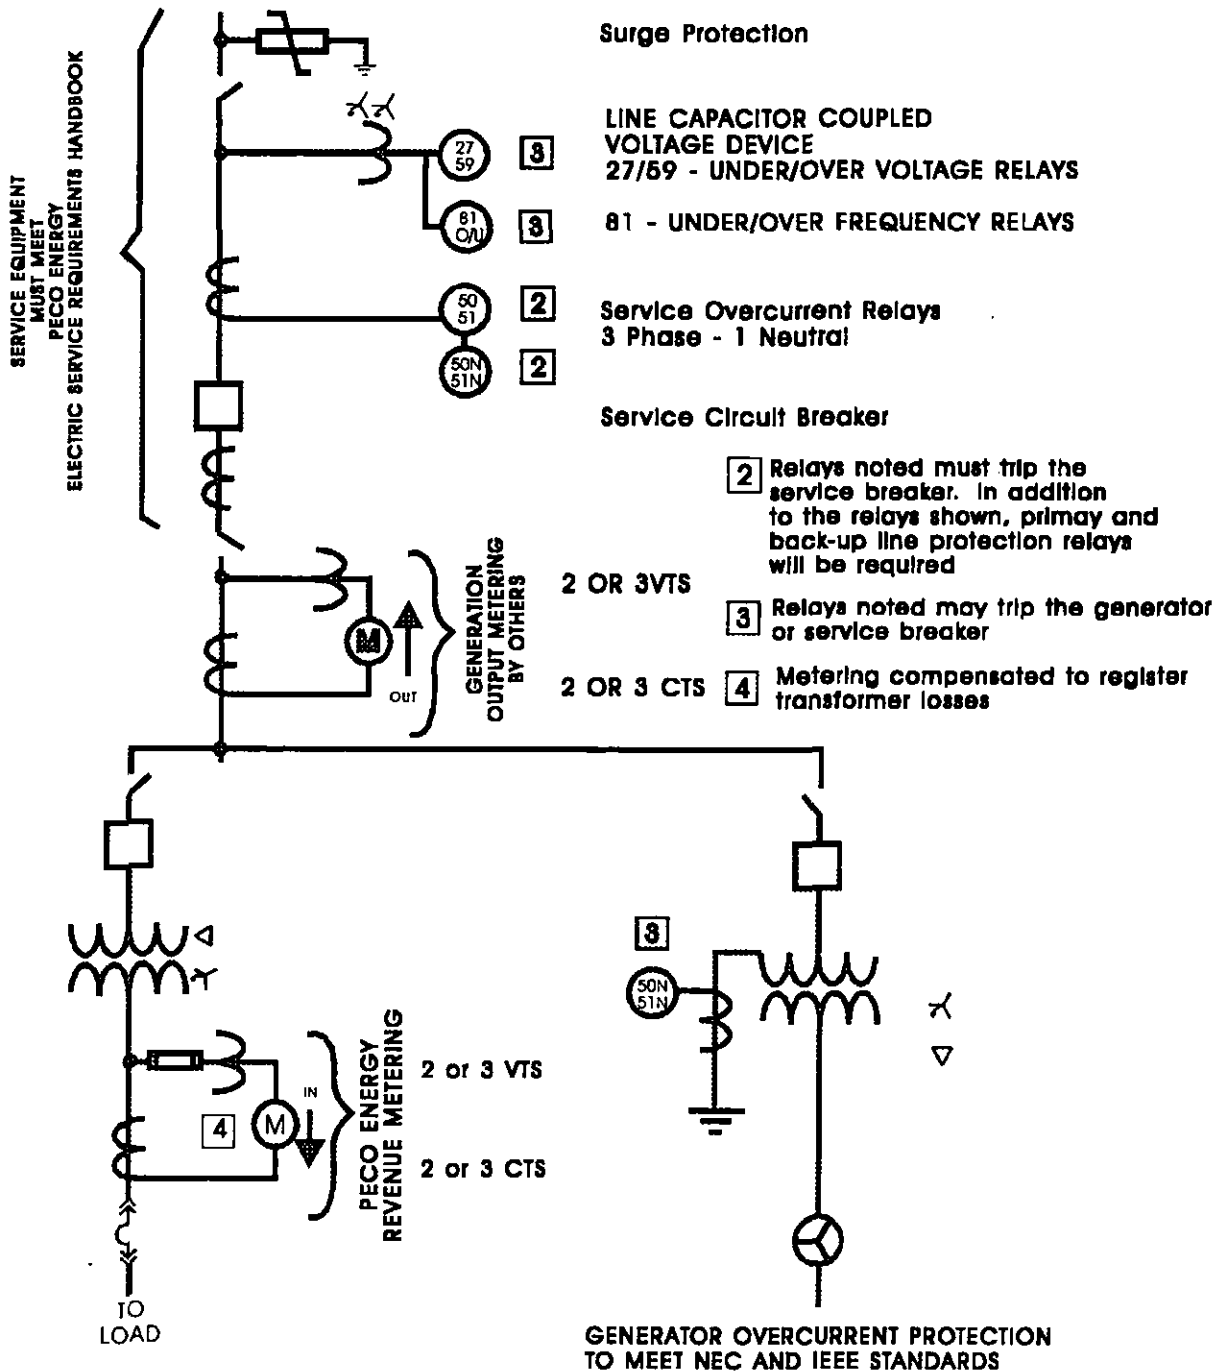 Surge Protection
SERVICE EQUIPMENT
MUST MEET
PECO ENERGY
ELECTRIC SERVICE REQUIREMENTS HANDBOOK
27
59
3
LINE CAPACITOR COUPLED
VOLTAGE DEVICE
27/59 - UNDER/OVER VOLTAGE RELAYS
81
O/U
3
81 - UNDER/OVER FREQUENCY RELAYS
50
51
2
Service Overcurrent Relays
3 Phase - 1 Neutral
50N
51N
2
Service Circuit Breaker
2 Relays noted must trip the
service breaker. In addition
to the relays shown, primay and
back-up line protection relays
will be required
3 Relays noted may trip the generator
or service breaker
4 Metering compensated to register
transformer losses
M
OUT
GENERATION
OUTPUT METERING
BY OTHERS
2 OR 3VTS
2 OR 3 CTS
3
50N
51N
4
M
IN
PECO ENERGY
REVENUE METERING
2 or 3 VTS
2 or 3 CTS
TO
LOAD
GENERATOR OVERCURRENT PROTECTION
TO MEET NEC AND IEEE STANDARDS